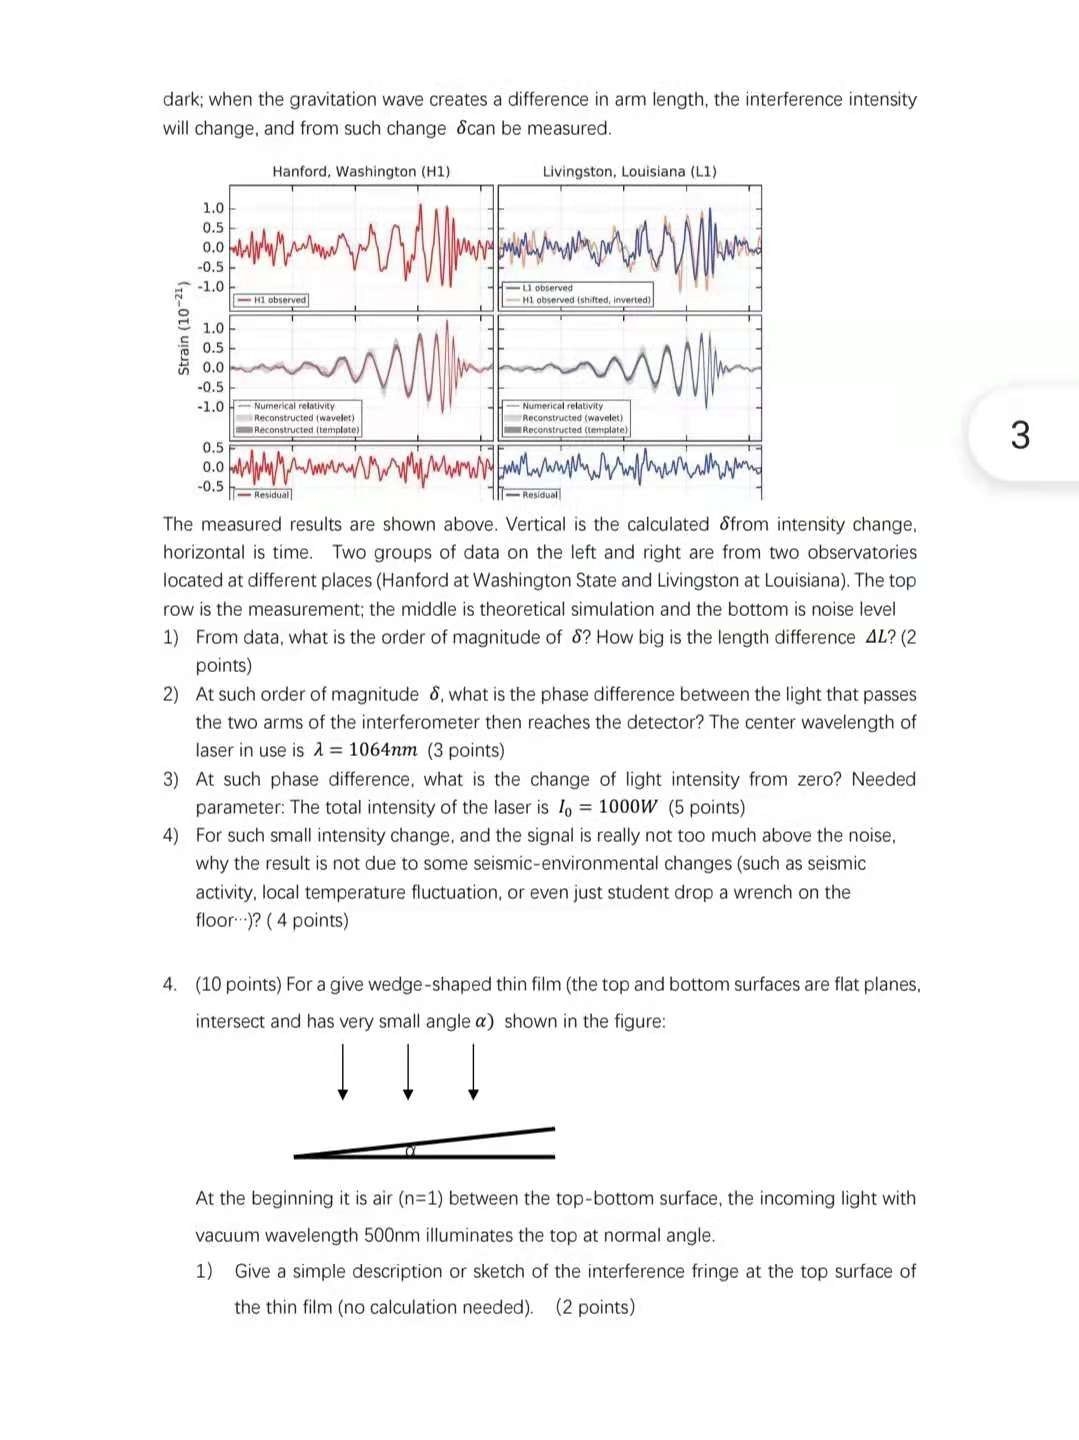 dark; when the gravitation wave creates a difference in arm length, the interference intensity
will change, and from such change δcan be measured.
Hanford, Washington (H1)
Livingston, Louisiana (L1)
1.0
0.5
0.0
-0.5
-1.0
H1 observed
L1 observed
H1 observed (shifted, inverted)
Strain (10⁻²¹)
1.0
0.5
0.0
-0.5
-1.0
Numerical relativity
Reconstructed (wavelet)
Reconstructed (template)
Numerical relativity
Reconstructed (wavelet)
Reconstructed (template)
0.5
0.0
-0.5
Residual
Residual
3
The measured results are shown above. Vertical is the calculated δfrom intensity change,
horizontal is time. Two groups of data on the left and right are from two observatories
located at different places (Hanford at Washington State and Livingston at Louisiana). The top
row is the measurement; the middle is theoretical simulation and the bottom is noise level
1) From data, what is the order of magnitude of δ? How big is the length difference ΔL? (2
points)
2) At such order of magnitude δ, what is the phase difference between the light that passes
the two arms of the interferometer then reaches the detector? The center wavelength of
laser in use is λ = 1064nm (3 points)
3) At such phase difference, what is the change of light intensity from zero? Needed
parameter: The total intensity of the laser is I₀ = 1000W (5 points)
4) For such small intensity change, and the signal is really not too much above the noise,
why the result is not due to some seismic-environmental changes (such as seismic
activity, local temperature fluctuation, or even just student drop a wrench on the
floor⋯)? ( 4 points)
4. (10 points) For a give wedge-shaped thin film (the top and bottom surfaces are flat planes,
intersect and has very small angle α) shown in the figure:
α
At the beginning it is air (n=1) between the top-bottom surface, the incoming light with
vacuum wavelength 500nm illuminates the top at normal angle.
1) Give a simple description or sketch of the interference fringe at the top surface of
the thin film (no calculation needed). (2 points)